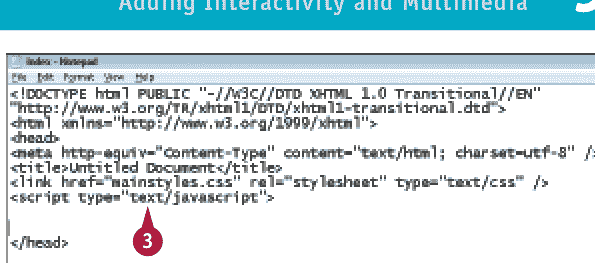 Adding Interactivity and Multimedia
index - Notepad
File Edit Format View Help
<!DOCTYPE html PUBLIC "-//W3C//DTD XHTML 1.0 Transitional//EN"
"http://www.w3.org/TR/xhtml1/DTD/xhtml1-transitional.dtd">
<html xmlns="http://www.w3.org/1999/xhtml">
<head>
<meta http-equiv="Content-Type" content="text/html; charset=utf-8" />
<title>Untitled Document</title>
<link href="mainstyles.css" rel="stylesheet" type="text/css" />
<script type="text/javascript">
</head>
3